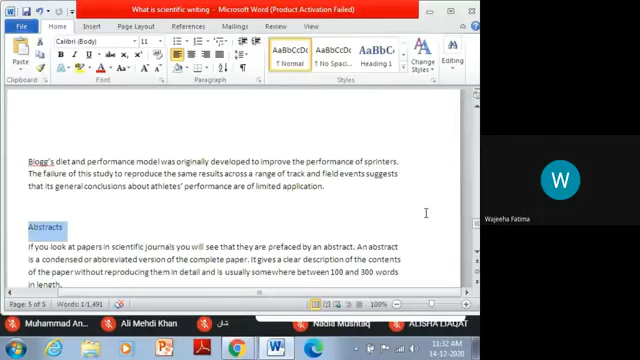 What is scientific writing - Microsoft Word (Product Activation Failed)
File Home Insert Page Layout References Mailings Review View
Calibri (Body) 11
Paste
B I U
AaBbCcDc AaBbCcDc AaBbC
¶ Normal ¶ No Spac... Heading 1
Change Styles
Editing
Clipboard Font Paragraph Styles
Blogg's diet and performance model was originally developed to improve the performance of sprinters.
The failure of this study to reproduce the same results across a range of track and field events suggests
that its general conclusions about athletes' performance are of limited application.
Abstracts
If you look at papers in scientific journals you will see that they are prefaced by an abstract. An abstract
is a condensed or abbreviated version of the complete paper. It gives a clear description of the contents
of the paper without reproducing them in detail and is usually somewhere between 100 and 300 words
in length.
W
Wajeeha Fatima
Page: 5 of 5 Words: 1/1,491 100%
Muhammad An... Ali Mehdi Khan شان Nadia Mushtaq ALISHA LIAQAT
11:32 AM
14-12-2020